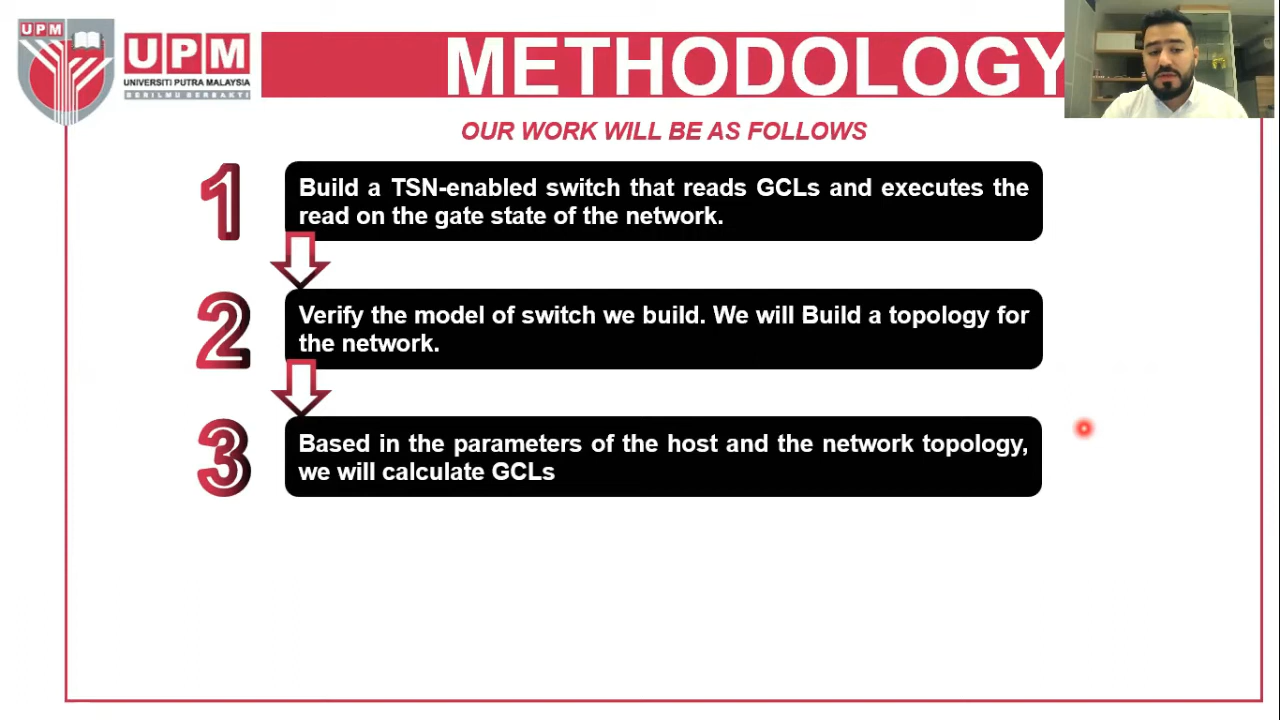 UPM
UPM
UNIVERSITI PUTRA MALAYSIA
BERILMU BERBAKTI
METHODOLOGY
OUR WORK WILL BE AS FOLLOWS
1
Build a TSN-enabled switch that reads GCLs and executes the
read on the gate state of the network.
2
Verify the model of switch we build. We will Build a topology for
the network.
3
Based in the parameters of the host and the network topology,
we will calculate GCLs